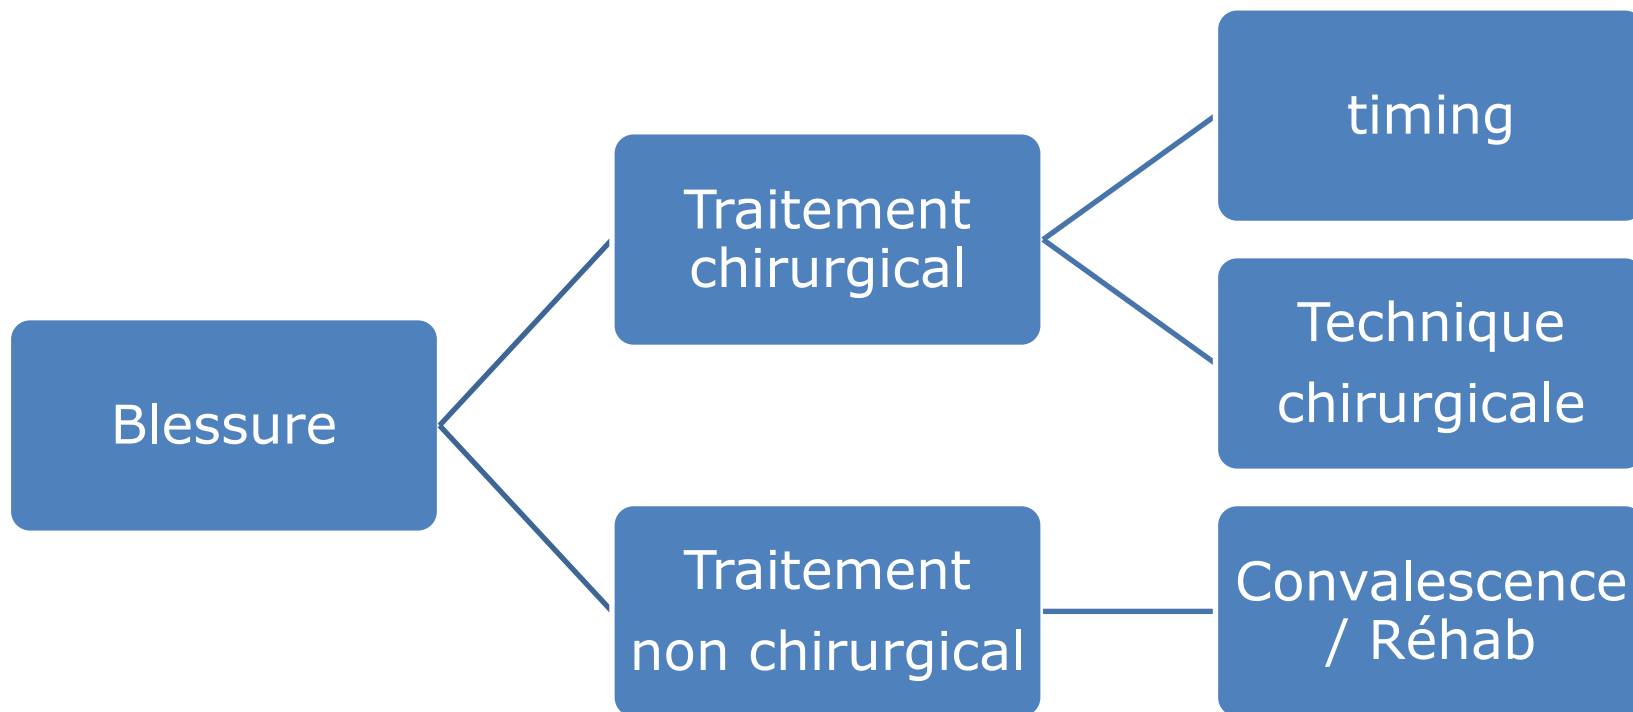 Blessure
Traitement
chirurgical
timing
Technique
chirurgicale
Traitement
non chirurgical
Convalescence
/ Réhab